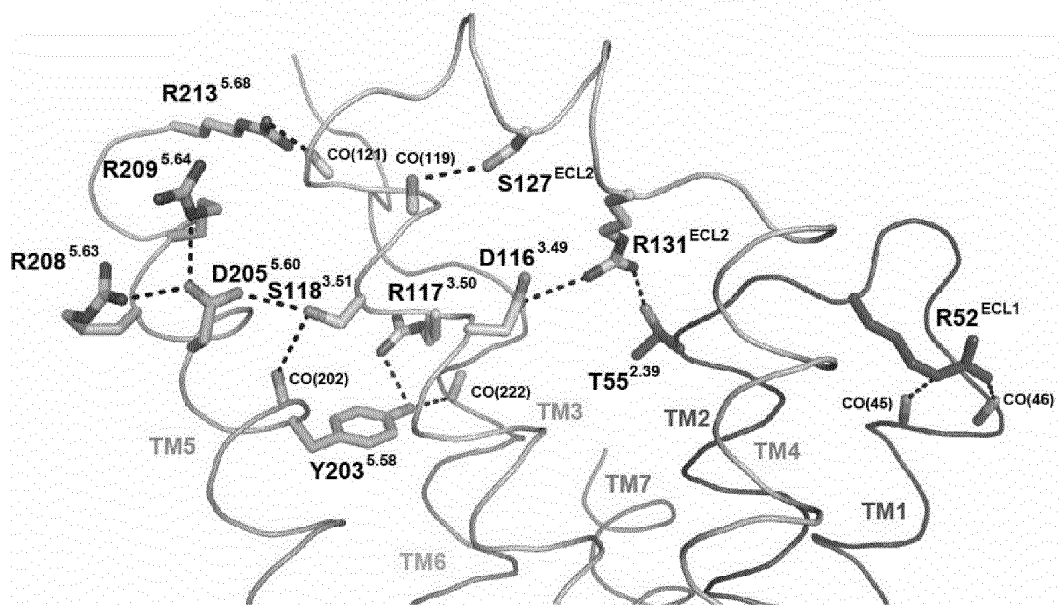 R213 5.68
CO(121)
CO(119)
R209 5.64
S127 ECL2
R208 5.63
D205 5.60
S118 3.51
R117 3.50
D116 3.49
R131 ECL2
R52 ECL1
CO(202)
CO(222)
T55 2.39
CO(45)
CO(46)
TM5
Y203 5.58
TM3
TM2
TM4
TM7
TM1
TM6